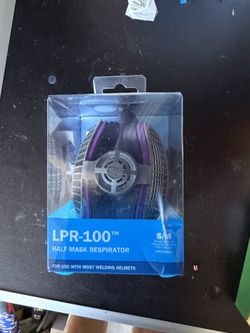 LPR-100™
HALF MASK RESPIRATOR
S/M
FOR USE WITH MOST WELDING HELMETS